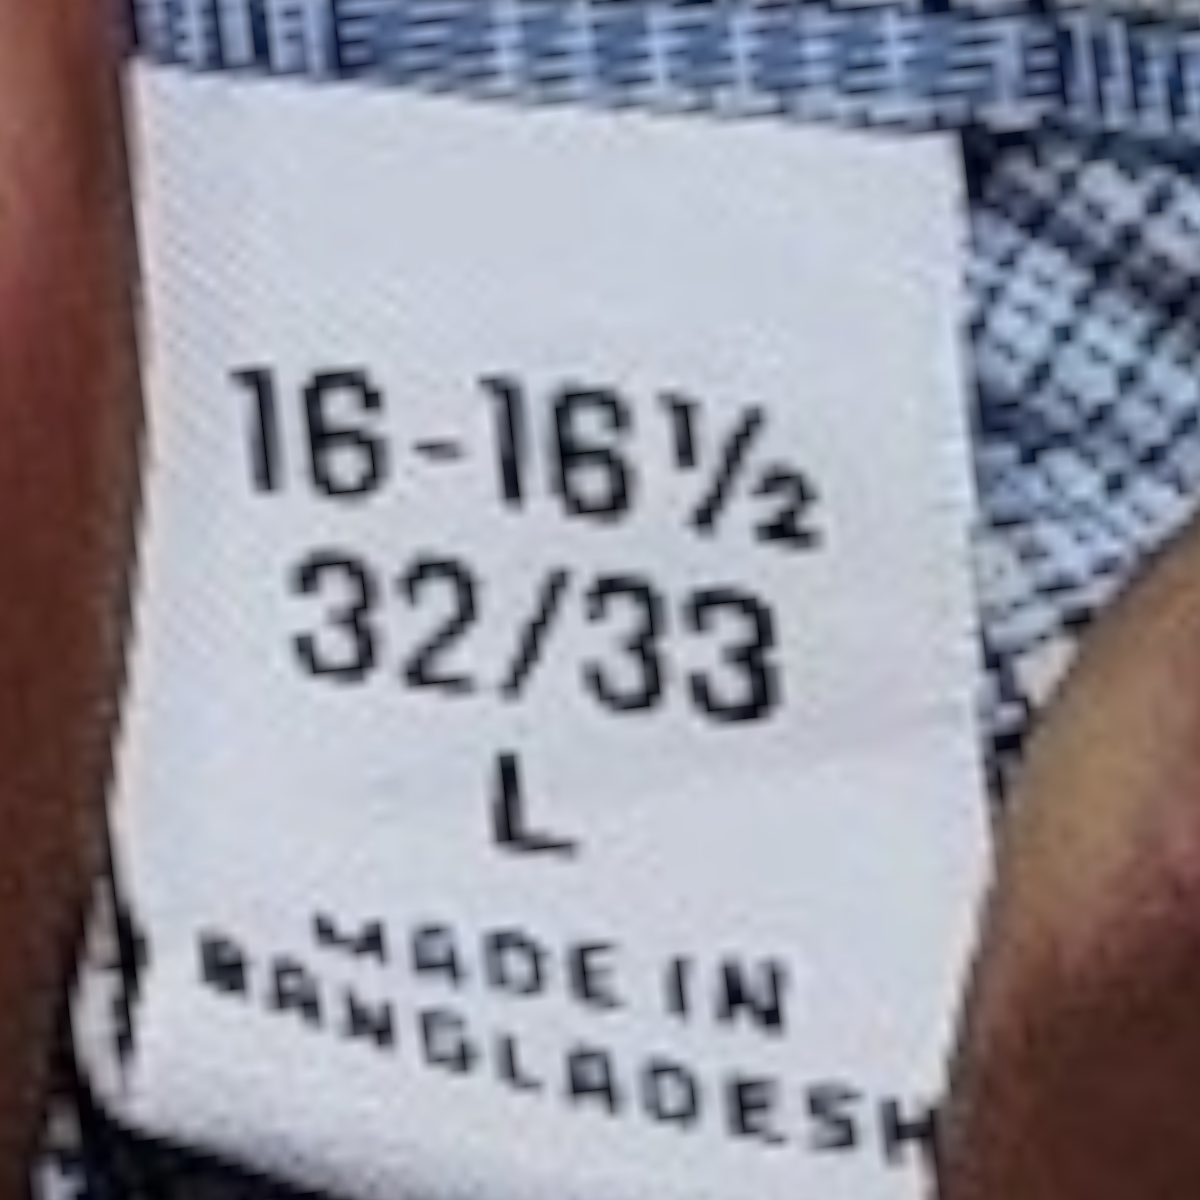 16-16½
32/33
L
MADE IN
BANGLADESH